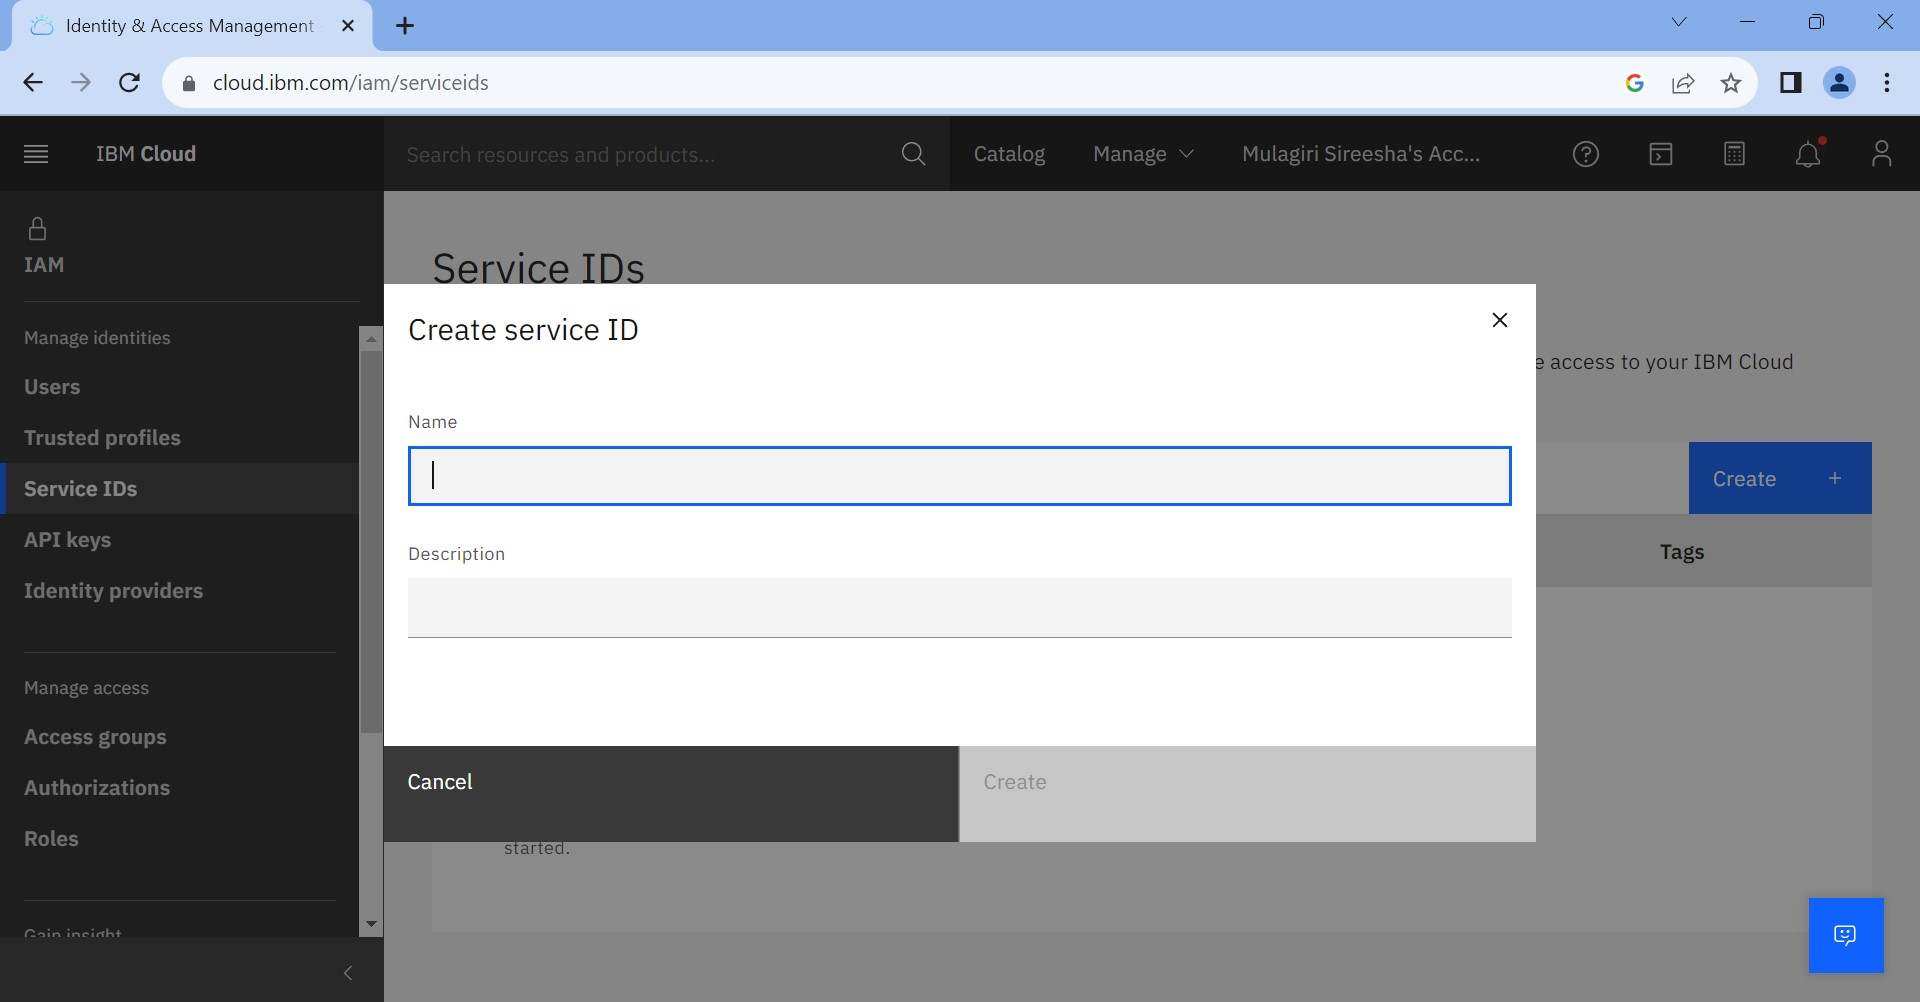 Identity & Access Management
cloud.ibm.com/iam/serviceids
IBM Cloud
Search resources and products...
Catalog
Manage
Mulagiri Sireesha's Acc...
IAM
Manage identities
Users
Trusted profiles
Service IDs
API keys
Identity providers
Manage access
Access groups
Authorizations
Roles
Gain insight
Service IDs
e access to your IBM Cloud
Create +
Tags
Create service ID
Name
Description
Cancel
Create
started.